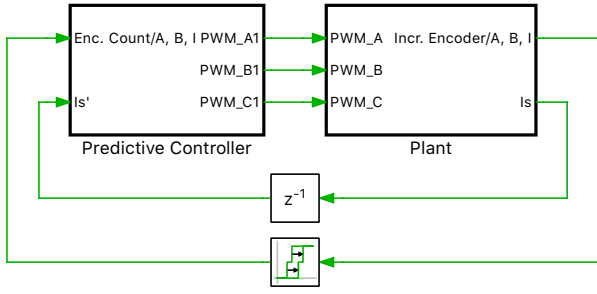 Enc. Count/A, B, I PWM_A1
PWM_B1
Is' PWM_C1
Predictive Controller
PWM_A Incr. Encoder/A, B, I
PWM_B
PWM_C Is
Plant
z⁻¹